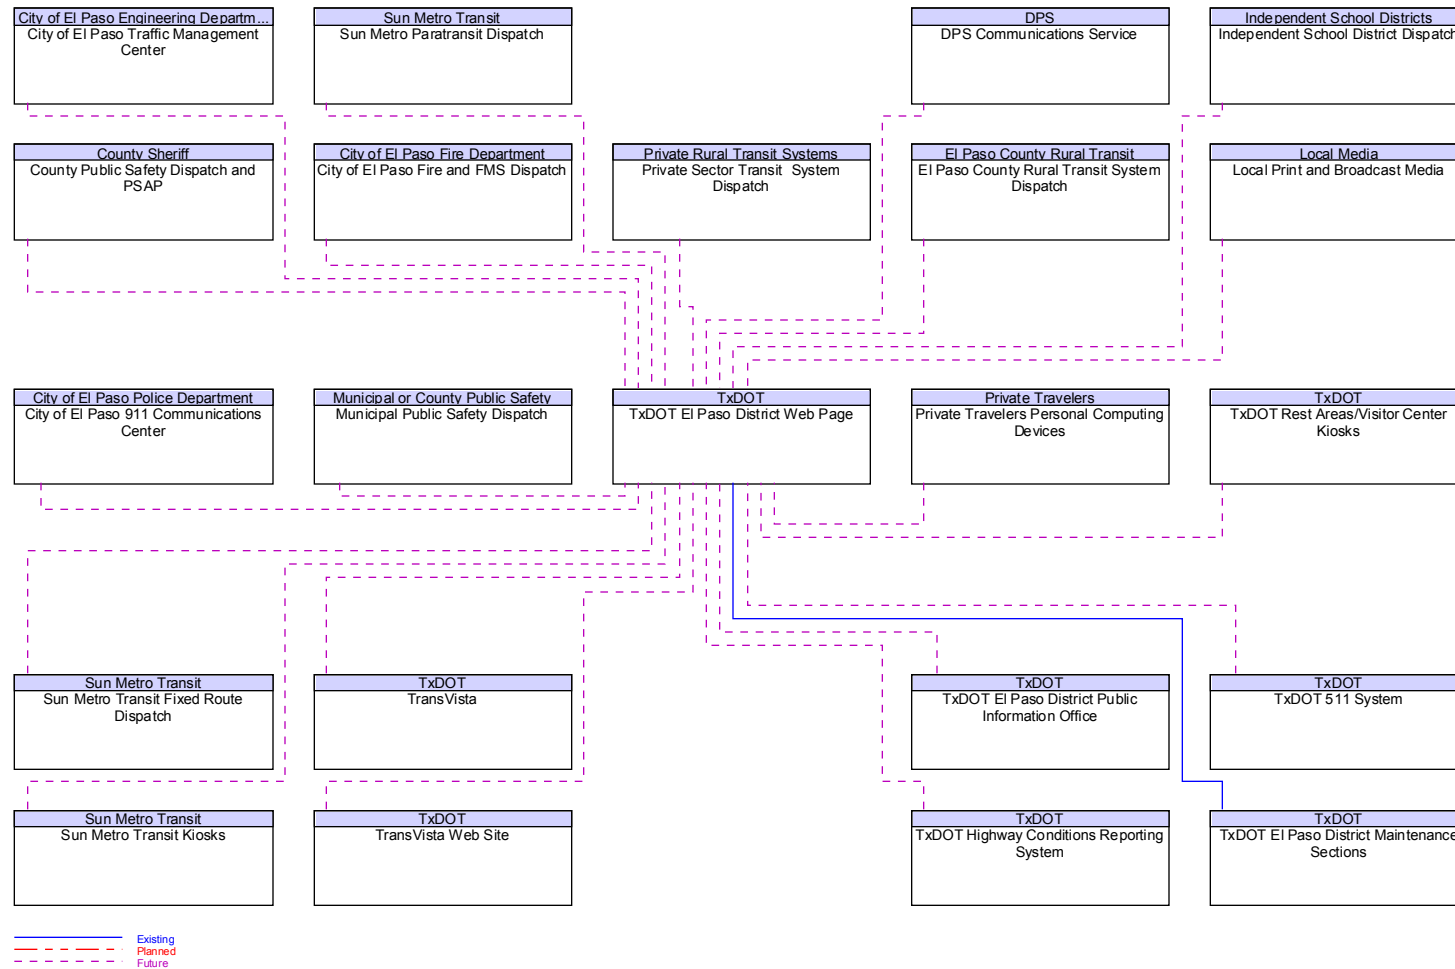 City of El Paso Engineering Departm...
City of El Paso Traffic Management
Center
Sun Metro Transit
Sun Metro Paratransit Dispatch
DPS
DPS Communications Service
Independent School Districts
Independent School District Dispatch
County Sheriff
County Public Safety Dispatch and
PSAP
City of El Paso Fire Department
City of El Paso Fire and FMS Dispatch
Private Rural Transit Systems
Private Sector Transit System
Dispatch
El Paso County Rural Transit
El Paso County Rural Transit System
Dispatch
Local Media
Local Print and Broadcast Media
City of El Paso Police Department
City of El Paso 911 Communications
Center
Municipal or County Public Safety
Municipal Public Safety Dispatch
TxDOT
TxDOT El Paso District Web Page
Private Travelers
Private Travelers Personal Computing
Devices
TxDOT
TxDOT Rest Areas/Visitor Center
Kiosks
Sun Metro Transit
Sun Metro Transit Fixed Route
Dispatch
TxDOT
TransVista
TxDOT
TxDOT El Paso District Public
Information Office
TxDOT
TxDOT 511 System
Sun Metro Transit
Sun Metro Transit Kiosks
TxDOT
TransVista Web Site
TxDOT
TxDOT Highway Conditions Reporting
System
TxDOT
TxDOT El Paso District Maintenance
Sections
Existing
Planned
Future